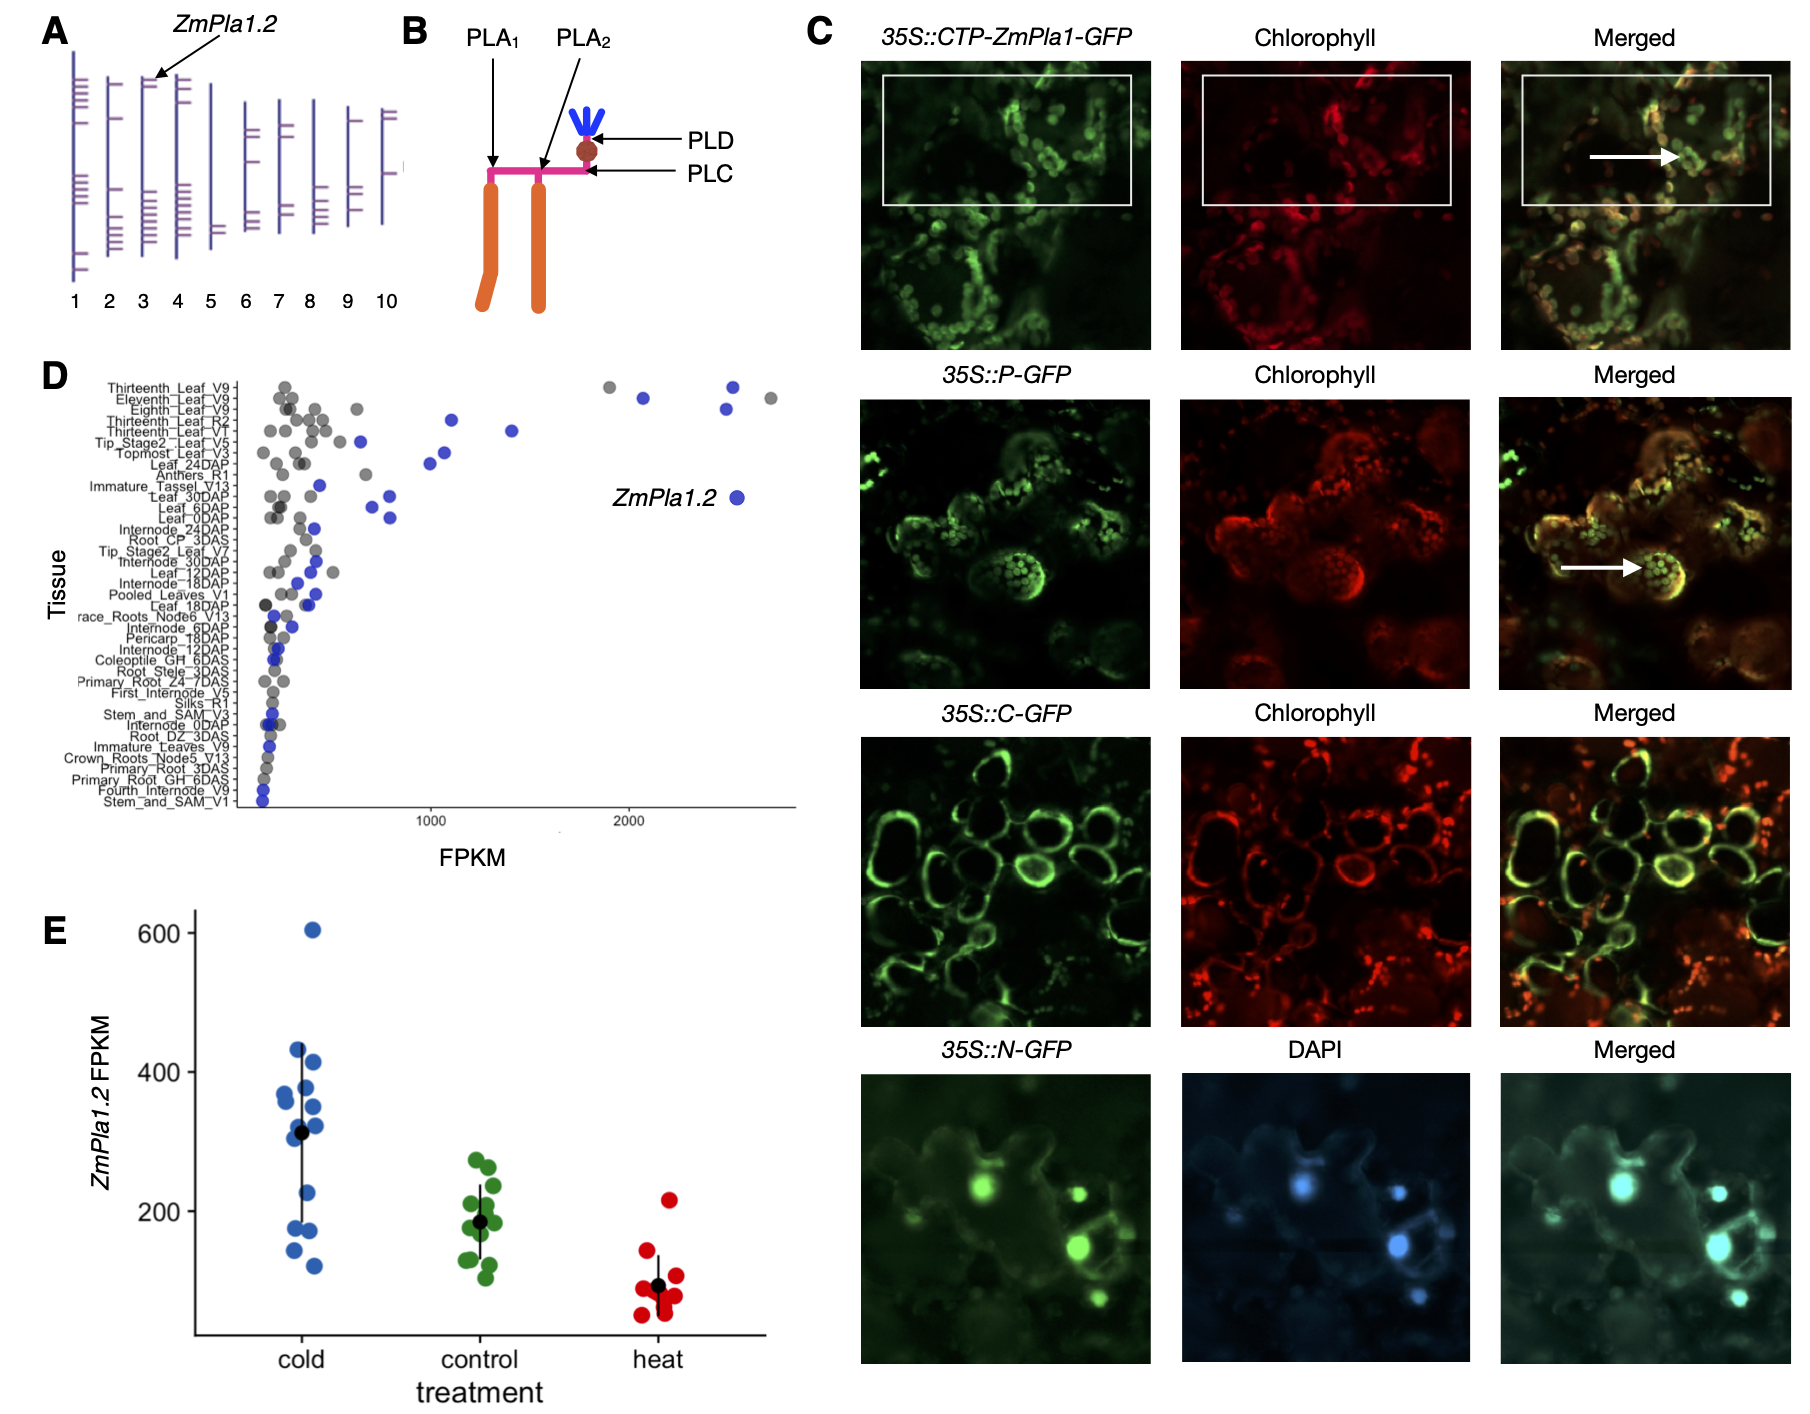 A
ZmPla1.2
1 2 3 4 5 6 7 8 9 10
B
PLA₁ PLA₂
PLD
PLC
C
35S::CTP-ZmPla1-GFP Chlorophyll Merged
35S::P-GFP Chlorophyll Merged
35S::C-GFP Chlorophyll Merged
35S::N-GFP DAPI Merged
D
Tissue
Thirteenth_Leaf_V9
Eleventh_Leaf_V9
Eighth_Leaf_V9
Thirteenth_Leaf_R2
Thirteenth_Leaf_VT
Tip_Stage2_Leaf_V5
Topmost_Leaf_V3
Leaf_24DAP
Anthers_R1
Immature_Tassel_V13
Leaf_30DAP
Leaf_6DAP
Leaf_0DAP
Internode_24DAP
Root_CP_3DAS
Tip_Stage2_Leaf_V7
Internode_30DAP
Leaf_12DAP
Internode_18DAP
Pooled_Leaves_V1
Leaf_18DAP
race_Roots_Node6_V13
Internode_6DAP
Pericarp_18DAP
Internode_12DAP
Coleoptile_GH_6DAS
Root_Stele_3DAS
Primary_Root_Z4_7DAS
First_Internode_V5
Silks_R1
Stem_and_SAM_V3
Internode_0DAP
Root_DZ_3DAS
Immature_Leaves_V9
Crown_Roots_Node5_V13
Primary_Root_3DAS
Primary_Root_GH_6DAS
Fourth_Internode_V9
Stem_and_SAM_V1
ZmPla1.2
1000 2000
FPKM
E
ZmPla1.2 FPKM
600
400
200
cold control heat
treatment